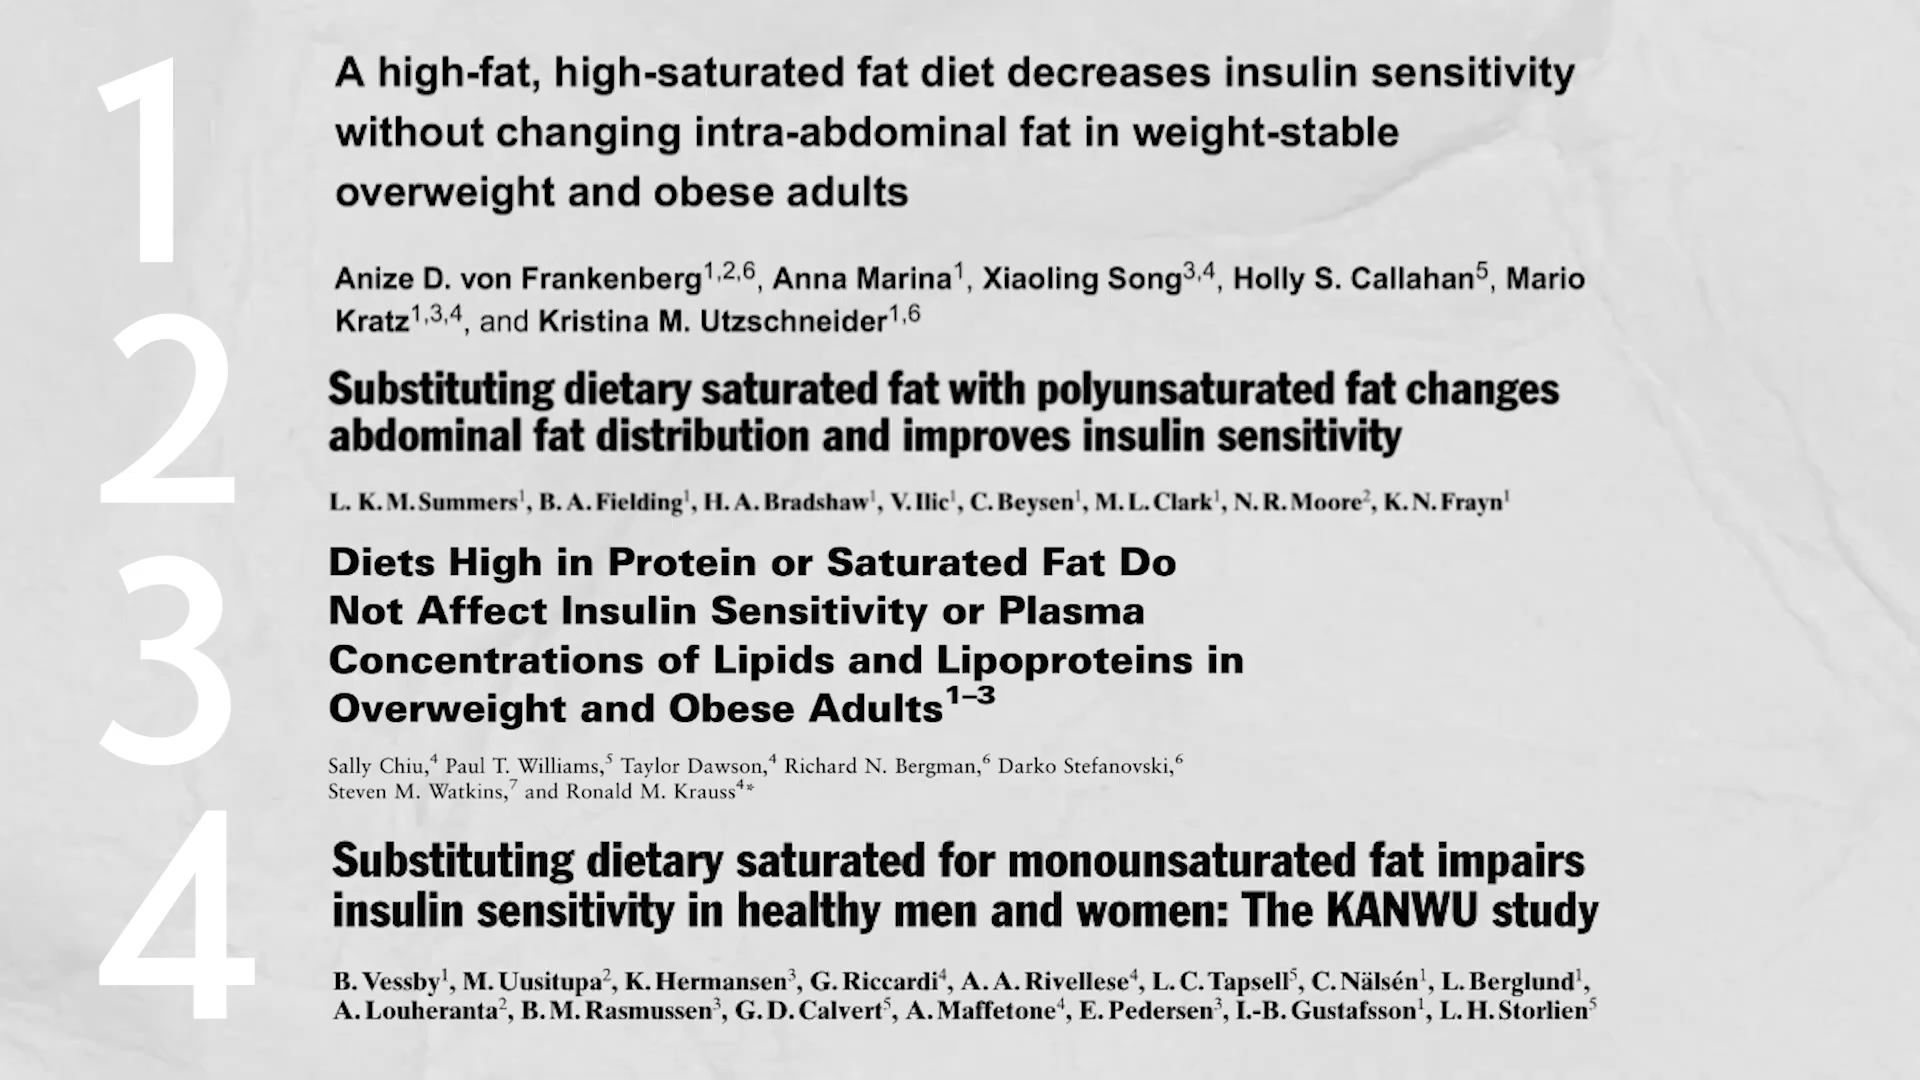 1
A high-fat, high-saturated fat diet decreases insulin sensitivity
without changing intra-abdominal fat in weight-stable
overweight and obese adults
Anize D. von Frankenberg1,2,6, Anna Marina1, Xiaoling Song3,4, Holly S. Callahan5, Mario
Kratz1,3,4, and Kristina M. Utzschneider1,6
2
Substituting dietary saturated fat with polyunsaturated fat changes
abdominal fat distribution and improves insulin sensitivity
L. K. M. Summers1, B. A. Fielding1, H. A. Bradshaw1, V. Ilic1, C. Beysen1, M. L. Clark1, N. R. Moore2, K. N. Frayn1
3
Diets High in Protein or Saturated Fat Do
Not Affect Insulin Sensitivity or Plasma
Concentrations of Lipids and Lipoproteins in
Overweight and Obese Adults1–3
Sally Chiu,4 Paul T. Williams,5 Taylor Dawson,4 Richard N. Bergman,6 Darko Stefanovski,6
Steven M. Watkins,7 and Ronald M. Krauss4*
4
Substituting dietary saturated for monounsaturated fat impairs
insulin sensitivity in healthy men and women: The KANWU study
B. Vessby1, M. Uusitupa2, K. Hermansen3, G. Riccardi4, A. A. Rivellese4, L. C. Tapsell5, C. Nälsén1, L. Berglund1,
A. Louheranta2, B. M. Rasmussen3, G. D. Calvert5, A. Maffetone4, E. Pedersen3, I.-B. Gustafsson1, L. H. Storlien5